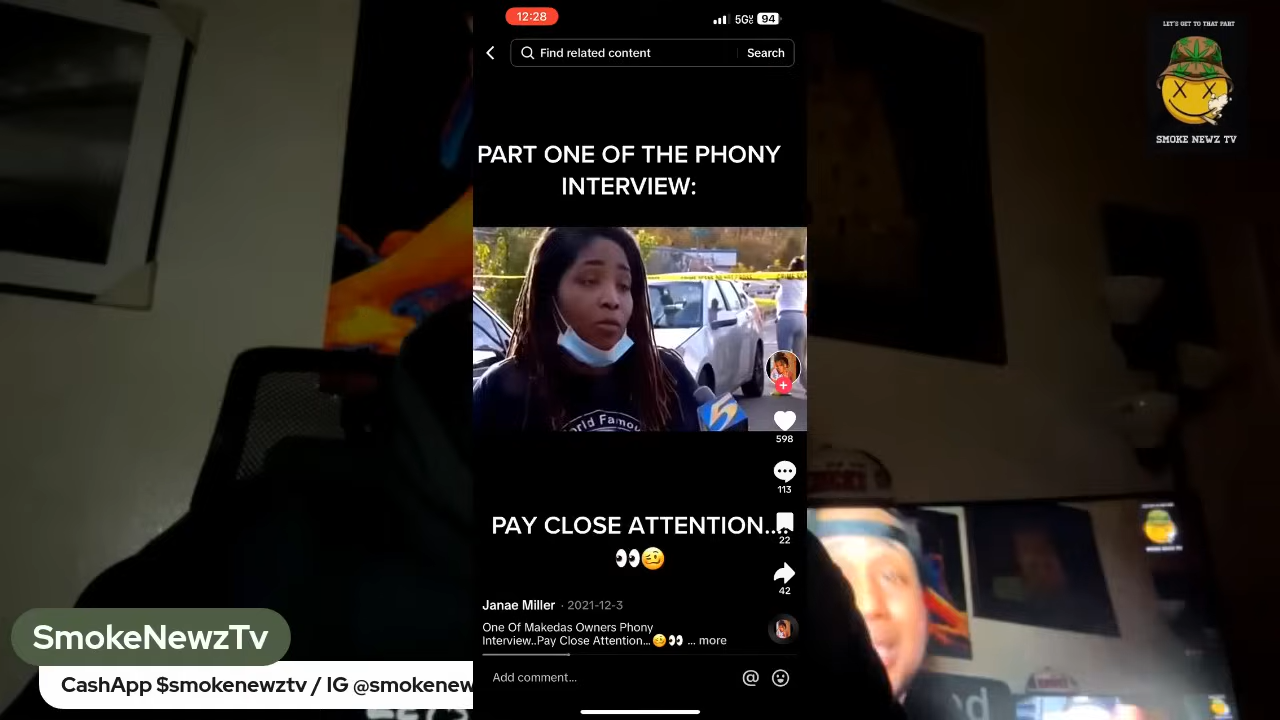 12:28
5G 94
Find related content
Search
LET'S GET TO THAT PART
SMOKE NEWZ TV
PART ONE OF THE PHONY
INTERVIEW:
orld Famou
5
598
113
PAY CLOSE ATTENTION....
👀🥴
22
42
Janae Miller · 2021-12-3
One Of Makedas Owners Phony
Interview..Pay Close Attention...🥴👀 ... more
Add comment...
@
SmokeNewzTv
CashApp $smokenewztv / IG @smokenew